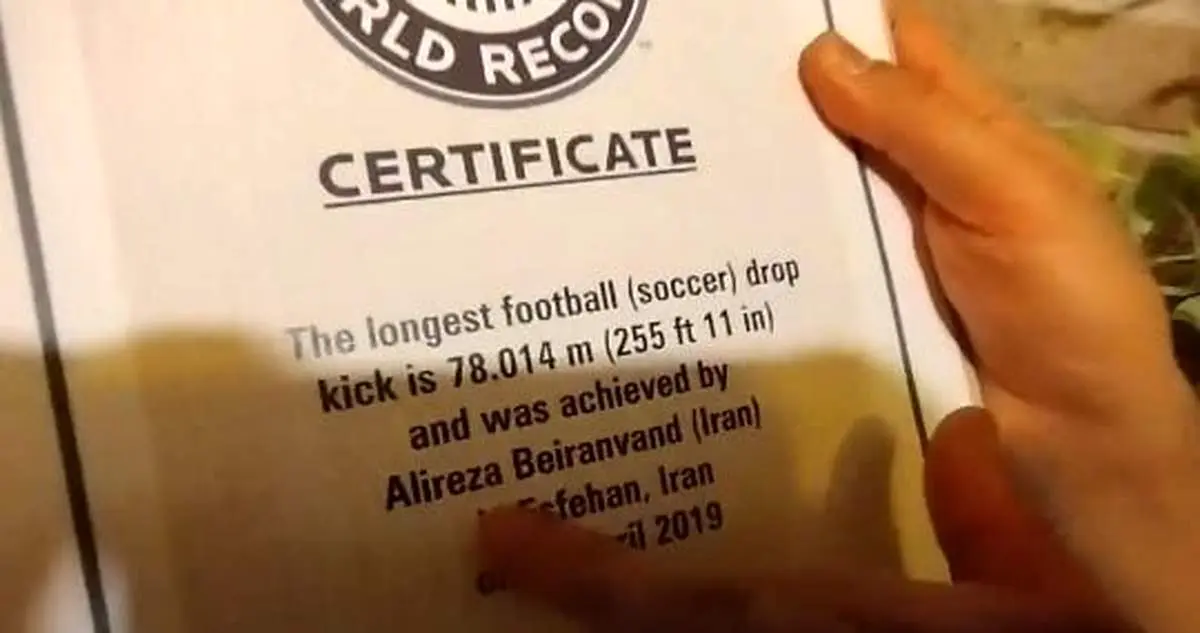 RLD RECO
CERTIFICATE
The longest football (soccer) drop
kick is 78.014 m (255 ft 11 in)
and was achieved by
Alireza Beiranvand (Iran)
Esfehan, Iran
2019